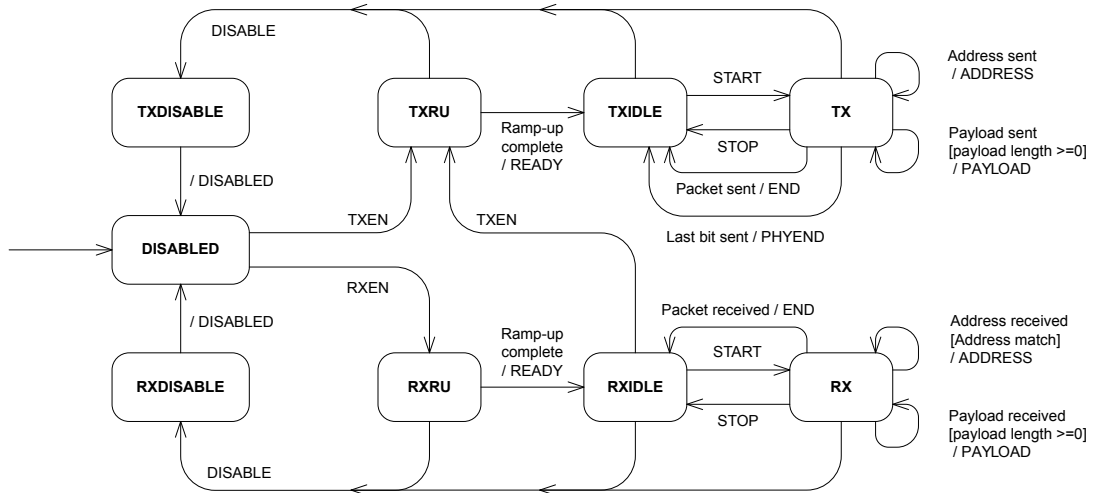 DISABLE
Address sent
/ ADDRESS
START
TXDISABLE
TXRU
TXIDLE
TX
Ramp-up
complete
/ READY
STOP
Payload sent
[payload length >=0]
/ PAYLOAD
/ DISABLED
Packet sent / END
TXEN
TXEN
Last bit sent / PHYEND
DISABLED
RXEN
Packet received / END
/ DISABLED
Ramp-up
complete
/ READY
START
Address received
[Address match]
/ ADDRESS
RXDISABLE
RXRU
RXIDLE
RX
STOP
Payload received
[payload length >=0]
/ PAYLOAD
DISABLE